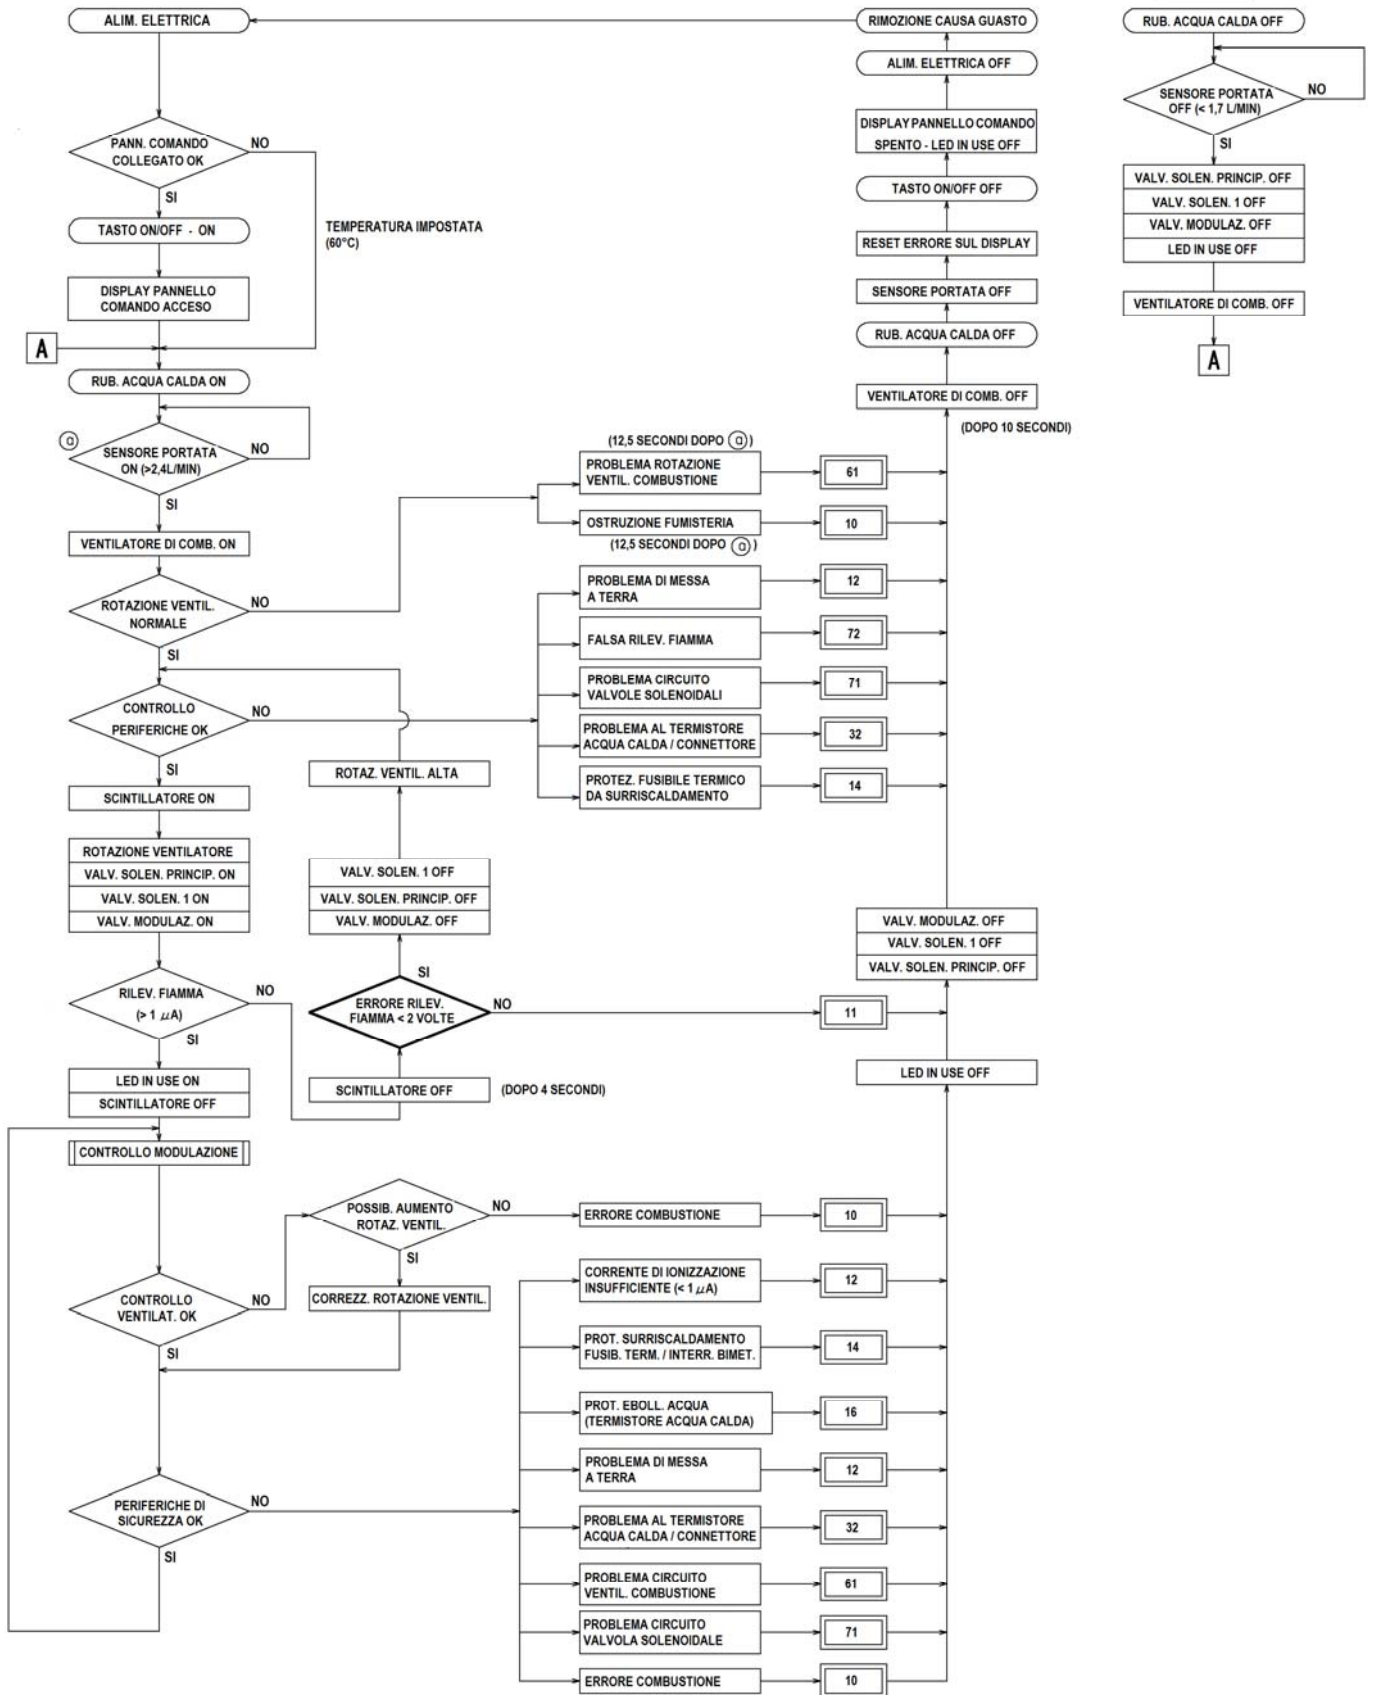 ALIM. ELETTRICA
RIMOZIONE CAUSA GUASTO
RUB. ACQUA CALDA OFF
ALIM. ELETTRICA OFF
SENSORE PORTATA
OFF (< 1,7 L/MIN)
NO
SI
DISPLAY PANNELLO COMANDO
SPENTO - LED IN USE OFF
PANN. COMANDO
COLLEGATO OK
NO
SI
TASTO ON/OFF OFF
VALV. SOLEN. PRINCIP. OFF
VALV. SOLEN. 1 OFF
VALV. MODULAZ. OFF
LED IN USE OFF
TASTO ON/OFF - ON
TEMPERATURA IMPOSTATA
(60°C)
RESET ERRORE SUL DISPLAY
DISPLAY PANNELLO
COMANDO ACCESO
SENSORE PORTATA OFF
VENTILATORE DI COMB. OFF
A
RUB. ACQUA CALDA OFF
A
RUB. ACQUA CALDA ON
VENTILATORE DI COMB. OFF
(DOPO 10 SECONDI)
a
SENSORE PORTATA
ON (>2,4L/MIN)
NO
SI
(12,5 SECONDI DOPO a )
PROBLEMA ROTAZIONE
VENTIL. COMBUSTIONE
61
OSTRUZIONE FUMISTERIA
10
(12,5 SECONDI DOPO a )
VENTILATORE DI COMB. ON
ROTAZIONE VENTIL.
NORMALE
NO
SI
PROBLEMA DI MESSA
A TERRA
12
FALSA RILEV. FIAMMA
72
PROBLEMA CIRCUITO
VALVOLE SOLENOIDALI
71
CONTROLLO
PERIFERICHE OK
NO
SI
PROBLEMA AL TERMISTORE
ACQUA CALDA / CONNETTORE
32
PROTEZ. FUSIBILE TERMICO
DA SURRISCALDAMENTO
14
ROTAZ. VENTIL. ALTA
SCINTILLATORE ON
ROTAZIONE VENTILATORE
VALV. SOLEN. PRINCIP. ON
VALV. SOLEN. 1 ON
VALV. MODULAZ. ON
VALV. SOLEN. 1 OFF
VALV. SOLEN. PRINCIP. OFF
VALV. MODULAZ. OFF
VALV. MODULAZ. OFF
VALV. SOLEN. 1 OFF
VALV. SOLEN. PRINCIP. OFF
RILEV. FIAMMA
(> 1 μA)
NO
SI
SI
ERRORE RILEV.
FIAMMA < 2 VOLTE
NO
11
LED IN USE OFF
LED IN USE ON
SCINTILLATORE OFF
SCINTILLATORE OFF
(DOPO 4 SECONDI)
CONTROLLO MODULAZIONE
POSSIB. AUMENTO
ROTAZ. VENTIL.
NO
SI
ERRORE COMBUSTIONE
10
CORREZZ. ROTAZIONE VENTIL.
CONTROLLO
VENTILAT. OK
NO
SI
CORRENTE DI IONIZZAZIONE
INSUFFICIENTE (< 1 μA)
12
PROT. SURRISCALDAMENTO
FUSIB. TERM. / INTERR. BIMET.
14
PROT. EBOLL. ACQUA
(TERMISTORE ACQUA CALDA)
16
PROBLEMA DI MESSA
A TERRA
12
PERIFERICHE DI
SICUREZZA OK
NO
SI
PROBLEMA AL TERMISTORE
ACQUA CALDA / CONNETTORE
32
PROBLEMA CIRCUITO
VENTIL. COMBUSTIONE
61
PROBLEMA CIRCUITO
VALVOLA SOLENOIDALE
71
ERRORE COMBUSTIONE
10